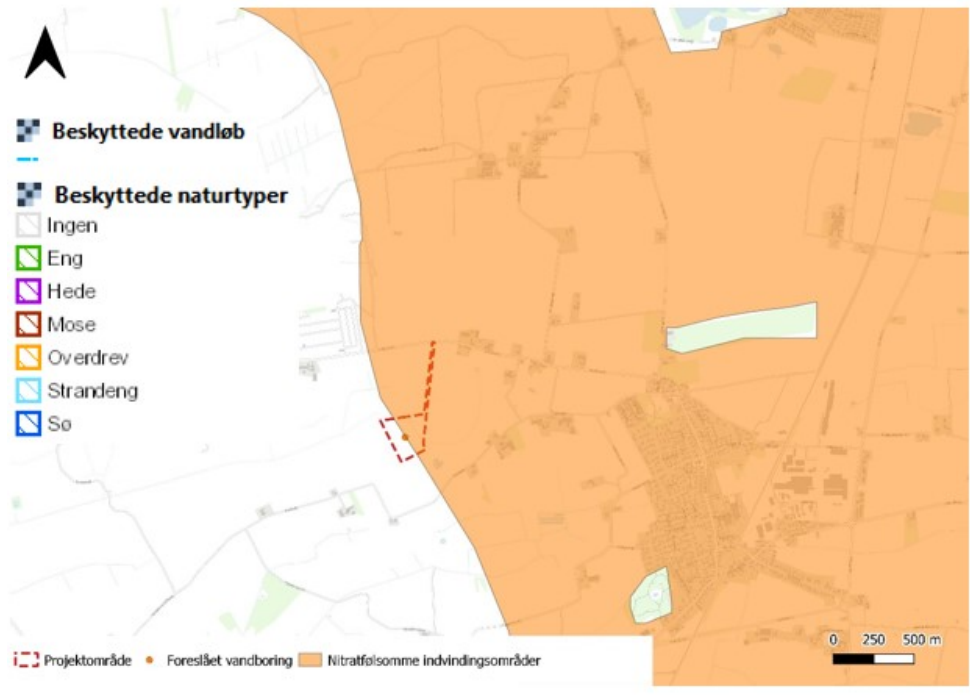 Beskyttede vandløb
Beskyttede naturtyper
Ingen
Eng
Hede
Mose
Overdrev
Strandeng
Sø
Projektområde
Foreslået vandboring
Nitratfølsomme indvindingsområder
0 250 500 m